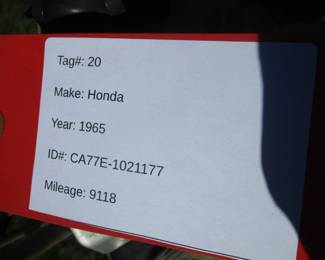 Tag#: 20
Make: Honda
Year: 1965
ID#: CA77E-1021177
Mileage: 9118